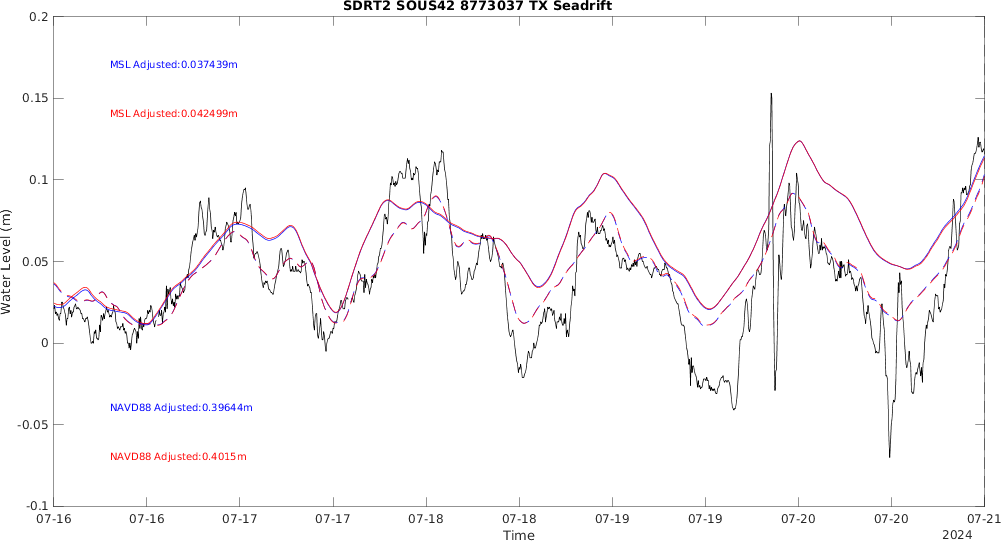 SDRT2 SOUS42 8773037 TX Seadrift
0.2
MSL Adjusted:0.037439m
0.15
MSL Adjusted:0.042499m
0.1
Water Level (m)
0.05
0
NAVD88 Adjusted:0.39644m
-0.05
NAVD88 Adjusted:0.4015m
-0.1
07-16 07-16 07-17 07-17 07-18 07-18 07-19 07-19 07-20 07-20 07-21
Time
2024